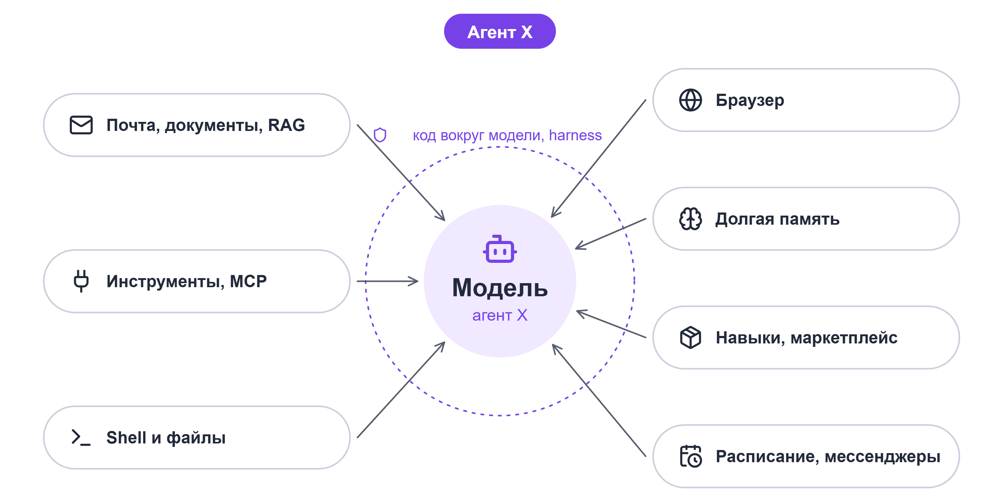 Агент X
Почта, документы, RAG
Инструменты, MCP
Shell и файлы
код вокруг модели, harness
Модель
агент X
Браузер
Долгая память
Навыки, маркетплейс
Расписание, мессенджеры